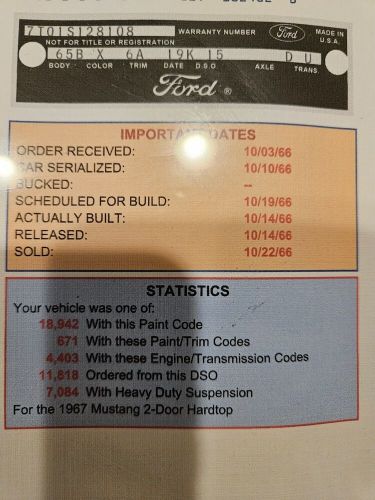 7T01S128108 WARRANTY NUMBER Ford MADE IN U.S.A.
NOT FOR TITLE OR REGISTRATION
65B X 6A 19K 15 D U
BODY COLOR TRIM DATE D.S.O. AXLE TRANS.
Ford ®
IMPORTANT DATES
ORDER RECEIVED: 10/03/66
CAR SERIALIZED: 10/10/66
BUCKED: --
SCHEDULED FOR BUILD: 10/19/66
ACTUALLY BUILT: 10/14/66
RELEASED: 10/14/66
SOLD: 10/22/66
STATISTICS
Your vehicle was one of:
18,942 With this Paint Code
671 With these Paint/Trim Codes
4,403 With these Engine/Transmission Codes
11,818 Ordered from this DSO
7,084 With Heavy Duty Suspension
For the 1967 Mustang 2-Door Hardtop